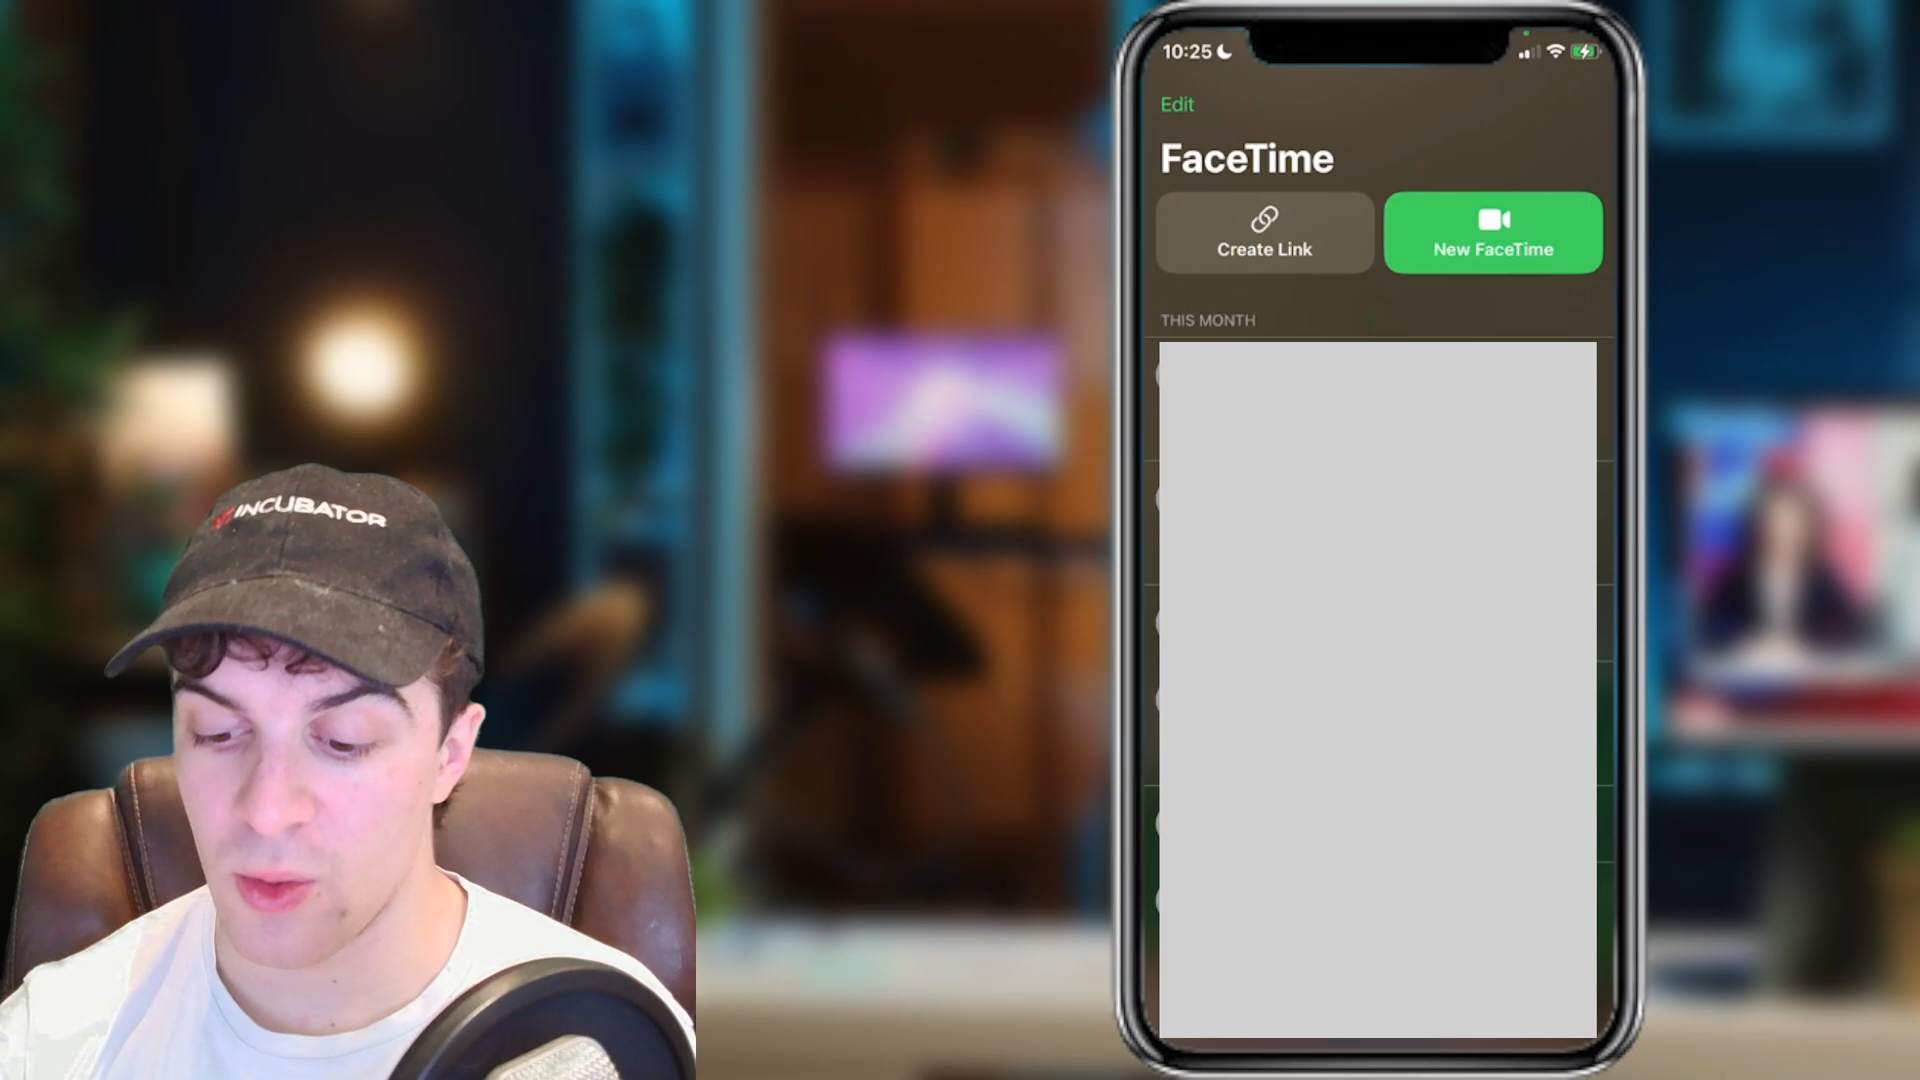 10:25
Edit
FaceTime
Create Link
New FaceTime
THIS MONTH
INCUBATOR